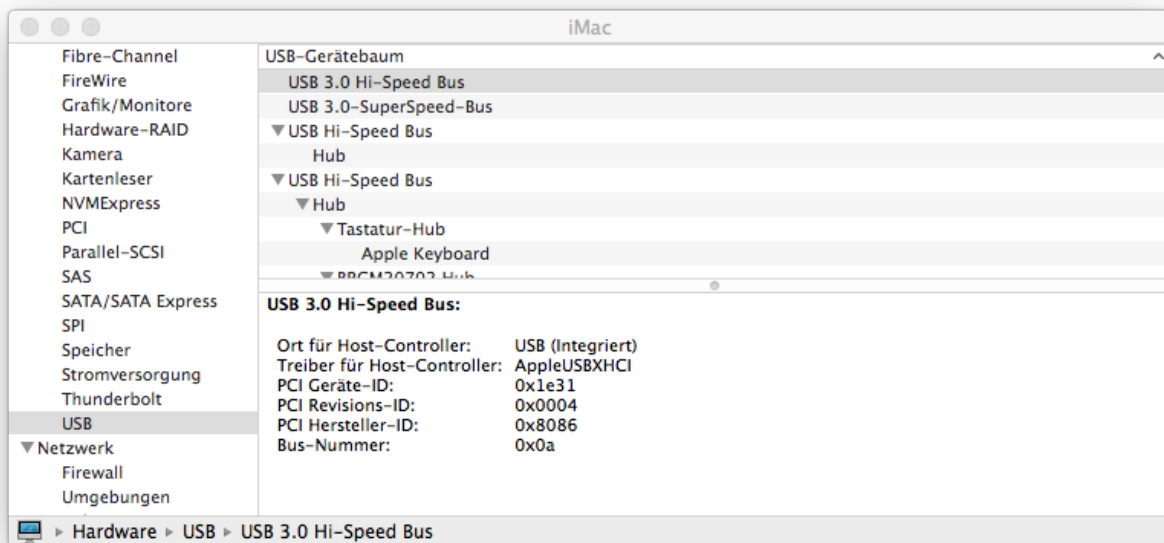 iMac
Fibre-Channel
FireWire
Grafik/Monitore
Hardware-RAID
Kamera
Kartenleser
NVMExpress
PCI
Parallel-SCSI
SAS
SATA/SATA Express
SPI
Speicher
Stromversorgung
Thunderbolt
USB
Netzwerk
Firewall
Umgebungen
USB-Gerätebaum
USB 3.0 Hi-Speed Bus
USB 3.0-SuperSpeed-Bus
USB Hi-Speed Bus
Hub
USB Hi-Speed Bus
Hub
Tastatur-Hub
Apple Keyboard
BRCM20702 Hub
USB 3.0 Hi-Speed Bus:
Ort für Host-Controller: USB (Integriert)
Treiber für Host-Controller: AppleUSBXHCI
PCI Geräte-ID: 0x1e31
PCI Revisions-ID: 0x0004
PCI Hersteller-ID: 0x8086
Bus-Nummer: 0x0a
Hardware ▸ USB ▸ USB 3.0 Hi-Speed Bus